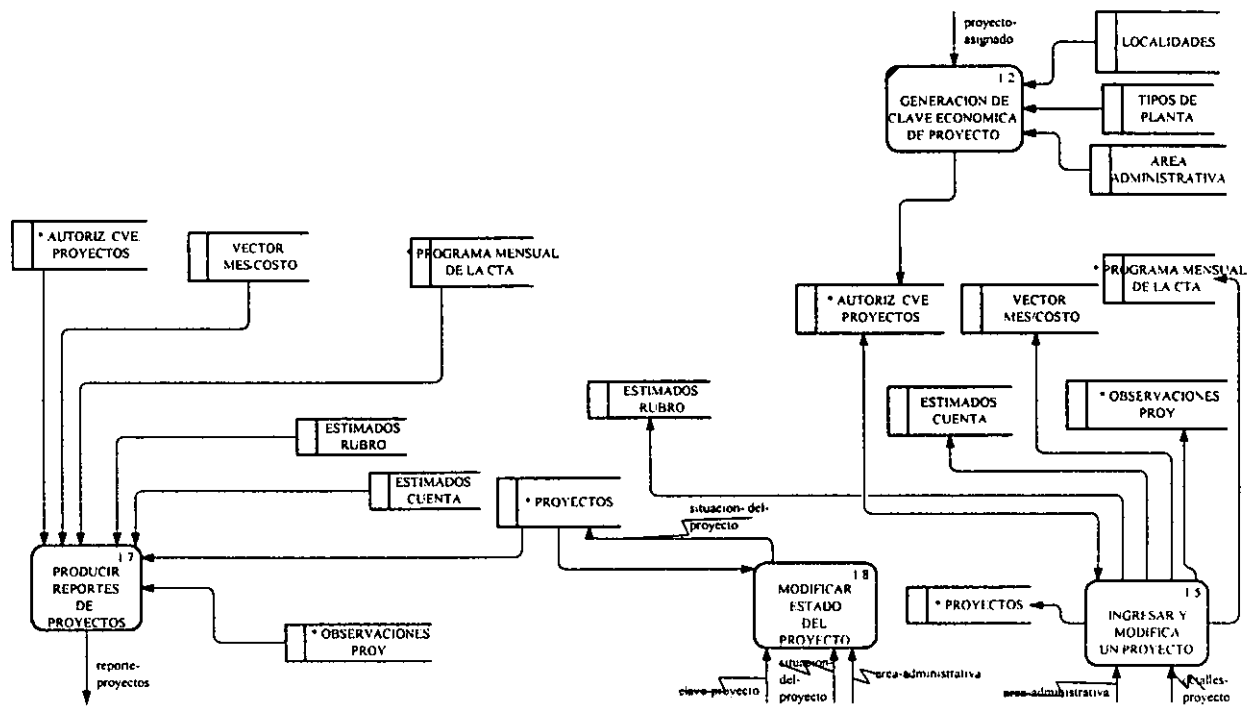 proyecto-
asignado
LOCALIDADES
1 2
GENERACION DE
CLAVE ECONOMICA
DE PROYECTO
TIPOS DE
PLANTA
AREA
ADMINISTRATIVA
* AUTORIZ CVE
PROYECTOS
VECTOR
MES/COSTO
* PROGRAMA MENSUAL
DE LA CTA
* PROGRAMA MENSUAL
DE LA CTA
* AUTORIZ CVE
PROYECTOS
VECTOR
MES/COSTO
ESTIMADOS
RUBRO
ESTIMADOS
CUENTA
* OBSERVACIONES
PROY
ESTIMADOS
RUBRO
ESTIMADOS
CUENTA
* PROYECTOS
situacion- del-
proyecto
1 7
PRODUCIR
REPORTES
DE
PROYECTOS
1 8
MODIFICAR
ESTADO
DEL
PROYECTO
1 5
INGRESAR Y
MODIFICA
UN PROYECTO
* PROYECTOS
* OBSERVACIONES
PROY
reporte-
proyectos
clave-proyecto
situacion-
del-
proyecto
area-administrativa
area-administrativa
detalles-
proyecto